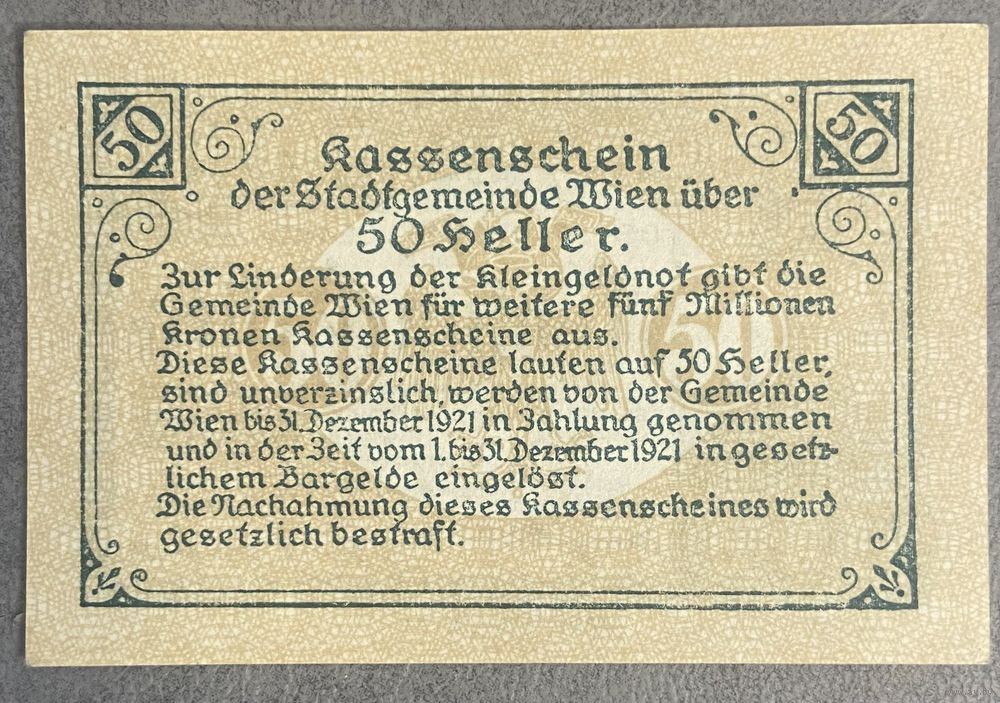 50
50
Kassenschein
der Stadtgemeinde Wien über
50 Heller.
Zur Linderung der Kleingeldnot gibt die
Gemeinde Wien für weitere fünf Millionen
Kronen Kassenscheine aus.
Diese Kassenscheine lauten auf 50 Heller,
sind unverzinslich, werden von der Gemeinde
Wien bis 31. Dezember 1921 in Zahlung genommen
und in der Zeit vom 1. bis 31. Dezember 1921 in gesetz-
lichem Bargelde eingelöst.
Die Nachahmung dieses Kassenscheines wird
gesetzlich bestraft.
50